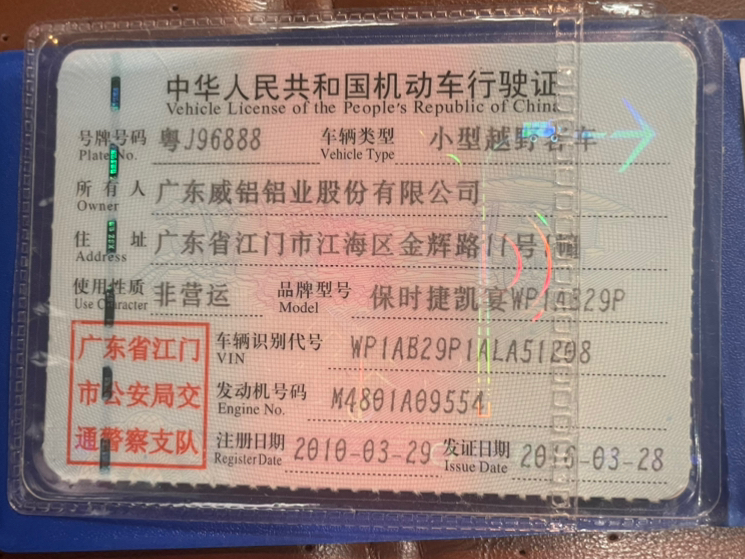 中华人民共和国机动车行驶证
Vehicle License of the People's Republic of China
号牌号码 粤J96888 车辆类型 小型越野客车
Plate No. Vehicle Type
所有人 广东威铝铝业股份有限公司
Owner
住址 广东省江门市江海区金辉路11号
Address
使用性质 非营运 品牌型号 保时捷凯宴WP1AB29P
Use Character Model
广东省江门
市公安局交
通警察支队
车辆识别代号 WP1AB29P1ALA51208
VIN
发动机号码 M4801A09554
Engine No.
注册日期 2010-03-29 发证日期 2016-03-28
Register Date Issue Date